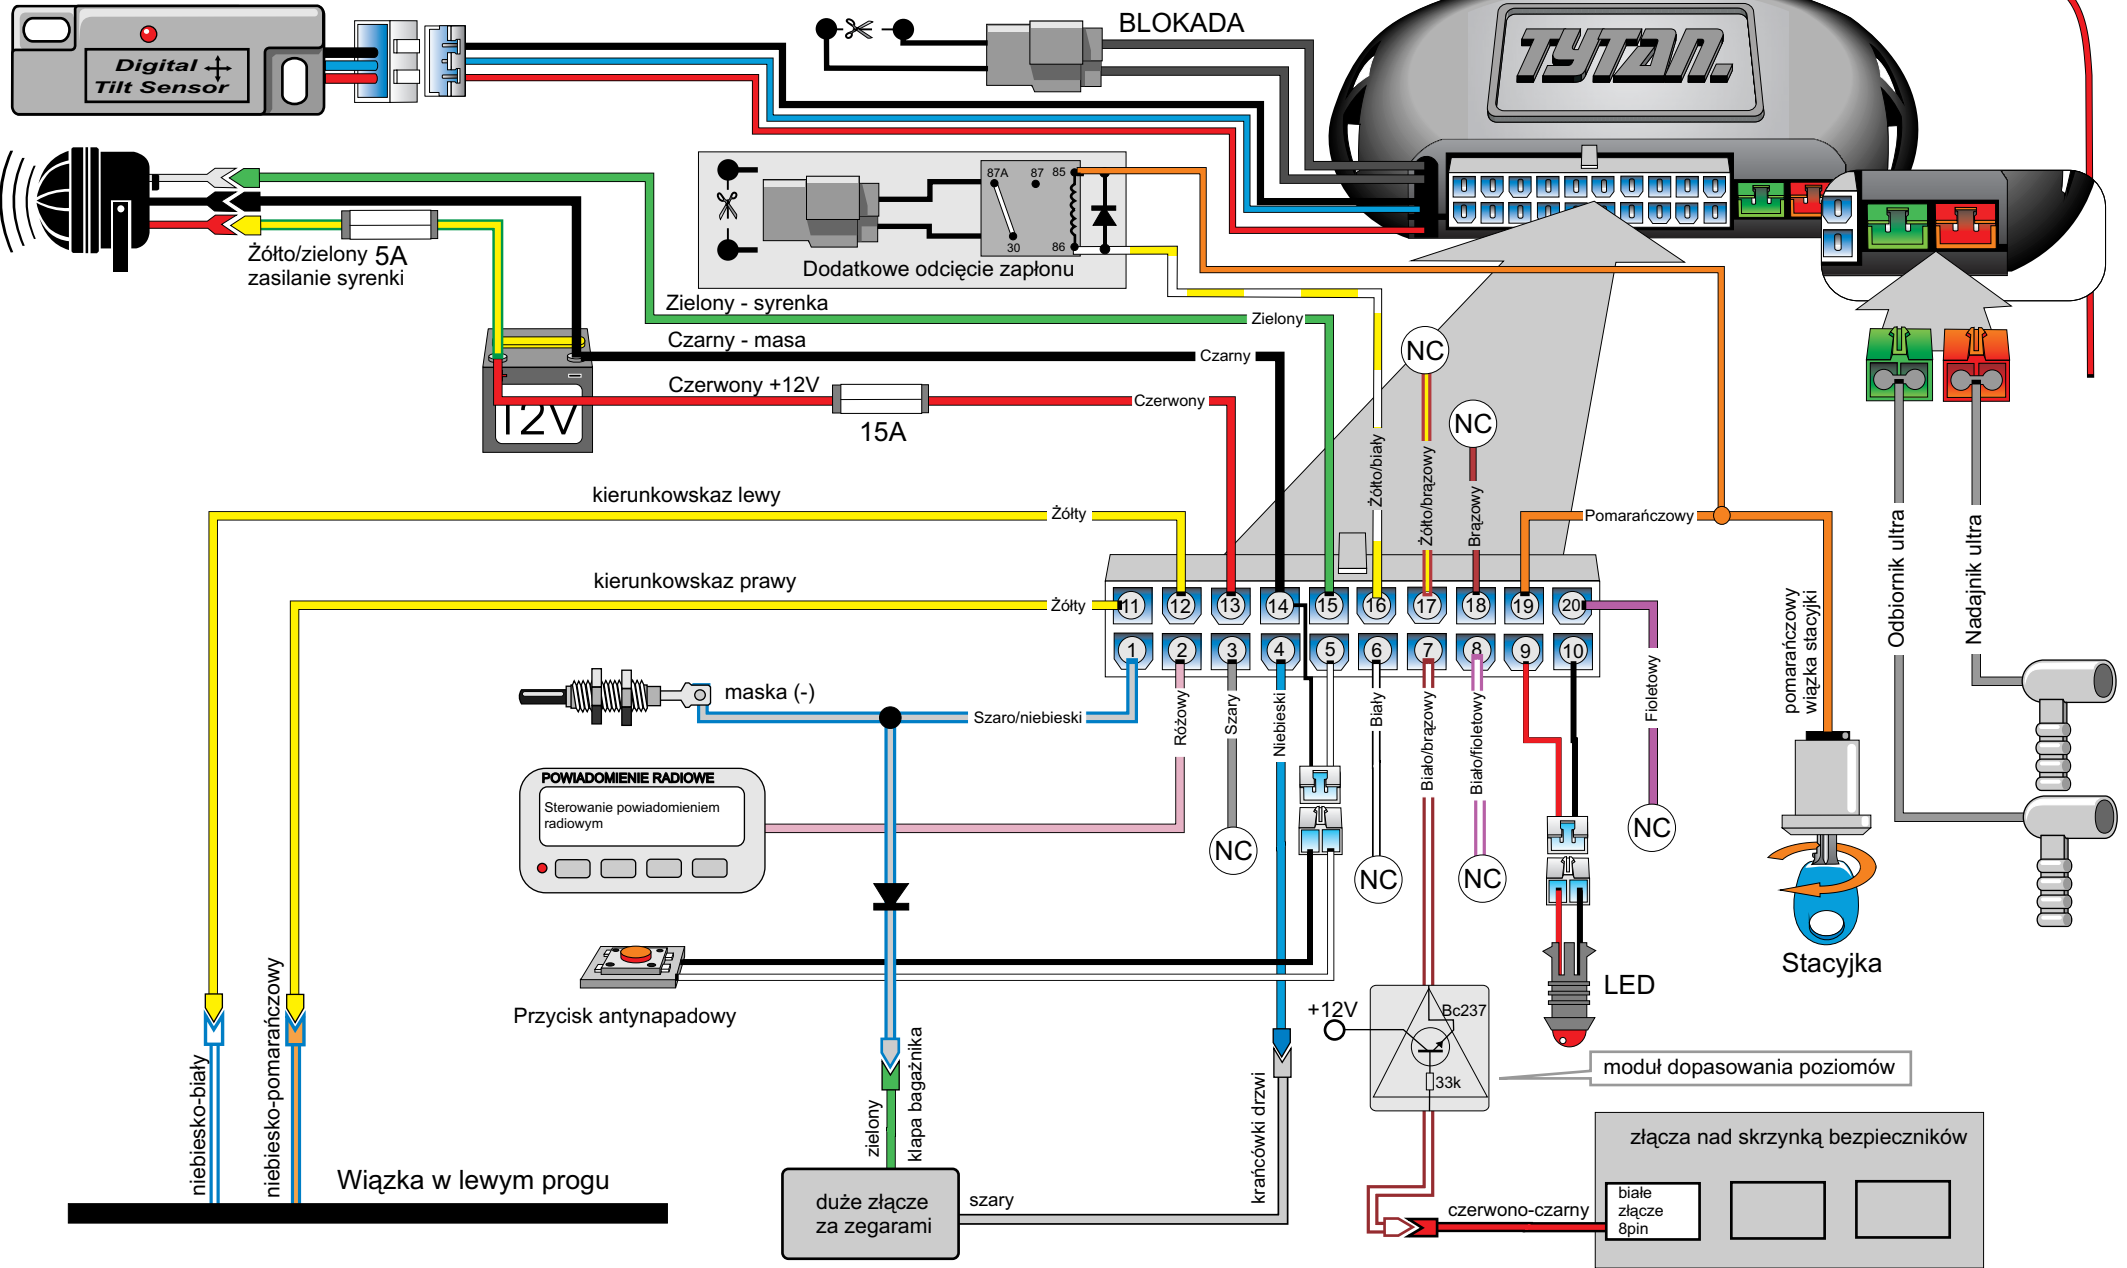 Digital
Tilt Sensor
BLOKADA
TYTAN.
87A
87
85
30
86
Dodatkowe odcięcie zapłonu
Żółto/zielony 5A
zasilanie syrenki
Zielony - syrenka
Zielony
Czarny - masa
Czarny
Czerwony +12V
Czerwony
15A
12V
NC
NC
Żółto/biały
Żółto/brązowy
Brązowy
kierunkowskaz lewy
Żółty
Pomarańczowy
kierunkowskaz prawy
Żółty
11
12
13
14
15
16
17
18
19
20
1
2
3
4
5
6
7
8
9
10
Odbiornik ultra
Nadajnik ultra
pomarańczowy
wiązka stacyjki
maska (-)
Szaro/niebieski
Różowy
Szary
Niebieski
Biały
Biało/brązowy
Biało/fioletowy
Fioletowy
POWIADOMIENIE RADIOWE
Sterowanie powiadomieniem
radiowym
NC
NC
NC
NC
Stacyjka
LED
Przycisk antynapadowy
+12V
Bc237
33k
moduł dopasowania poziomów
niebiesko-biały
niebiesko-pomarańczowy
zielony
klapa bagażnika
krańcówki drzwi
Wiązka w lewym progu
duże złącze
za zegarami
szary
czerwono-czarny
złącza nad skrzynką bezpieczników
białe
złącze
8pin